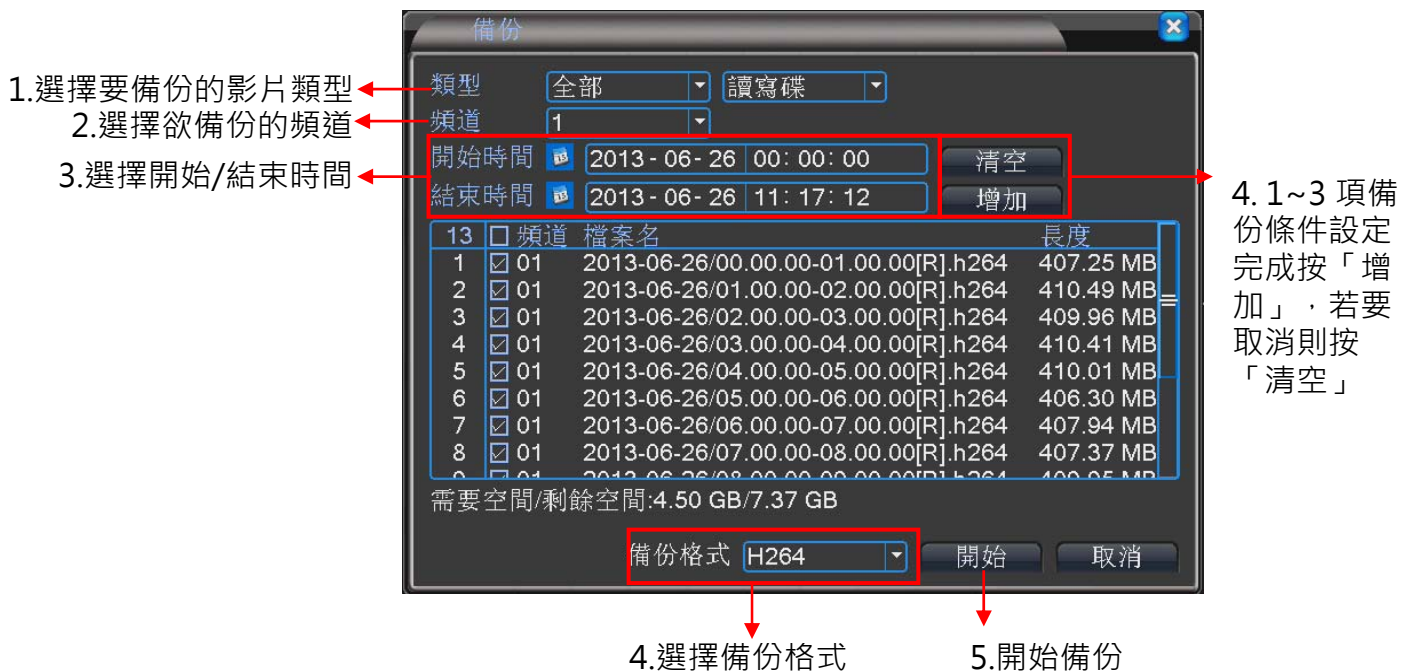 備份
1.選擇要備份的影片類型
類型 全部 讀寫碟
2.選擇欲備份的頻道
頻道 1
3.選擇開始/結束時間
開始時間 2013-06-26 00:00:00 清空
結束時間 2013-06-26 11:17:12 增加
4. 1~3 項備
份條件設定
完成按「增
加」，若要
取消則按
「清空」
13 頻道 檔案名 長度
1 01 2013-06-26/00.00.00-01.00.00[R].h264 407.25 MB
2 01 2013-06-26/01.00.00-02.00.00[R].h264 410.49 MB
3 01 2013-06-26/02.00.00-03.00.00[R].h264 409.96 MB
4 01 2013-06-26/03.00.00-04.00.00[R].h264 410.41 MB
5 01 2013-06-26/04.00.00-05.00.00[R].h264 410.01 MB
6 01 2013-06-26/05.00.00-06.00.00[R].h264 406.30 MB
7 01 2013-06-26/06.00.00-07.00.00[R].h264 407.94 MB
8 01 2013-06-26/07.00.00-08.00.00[R].h264 407.37 MB
需要空間/剩餘空間:4.50 GB/7.37 GB
備份格式 H264 開始 取消
4.選擇備份格式 5.開始備份